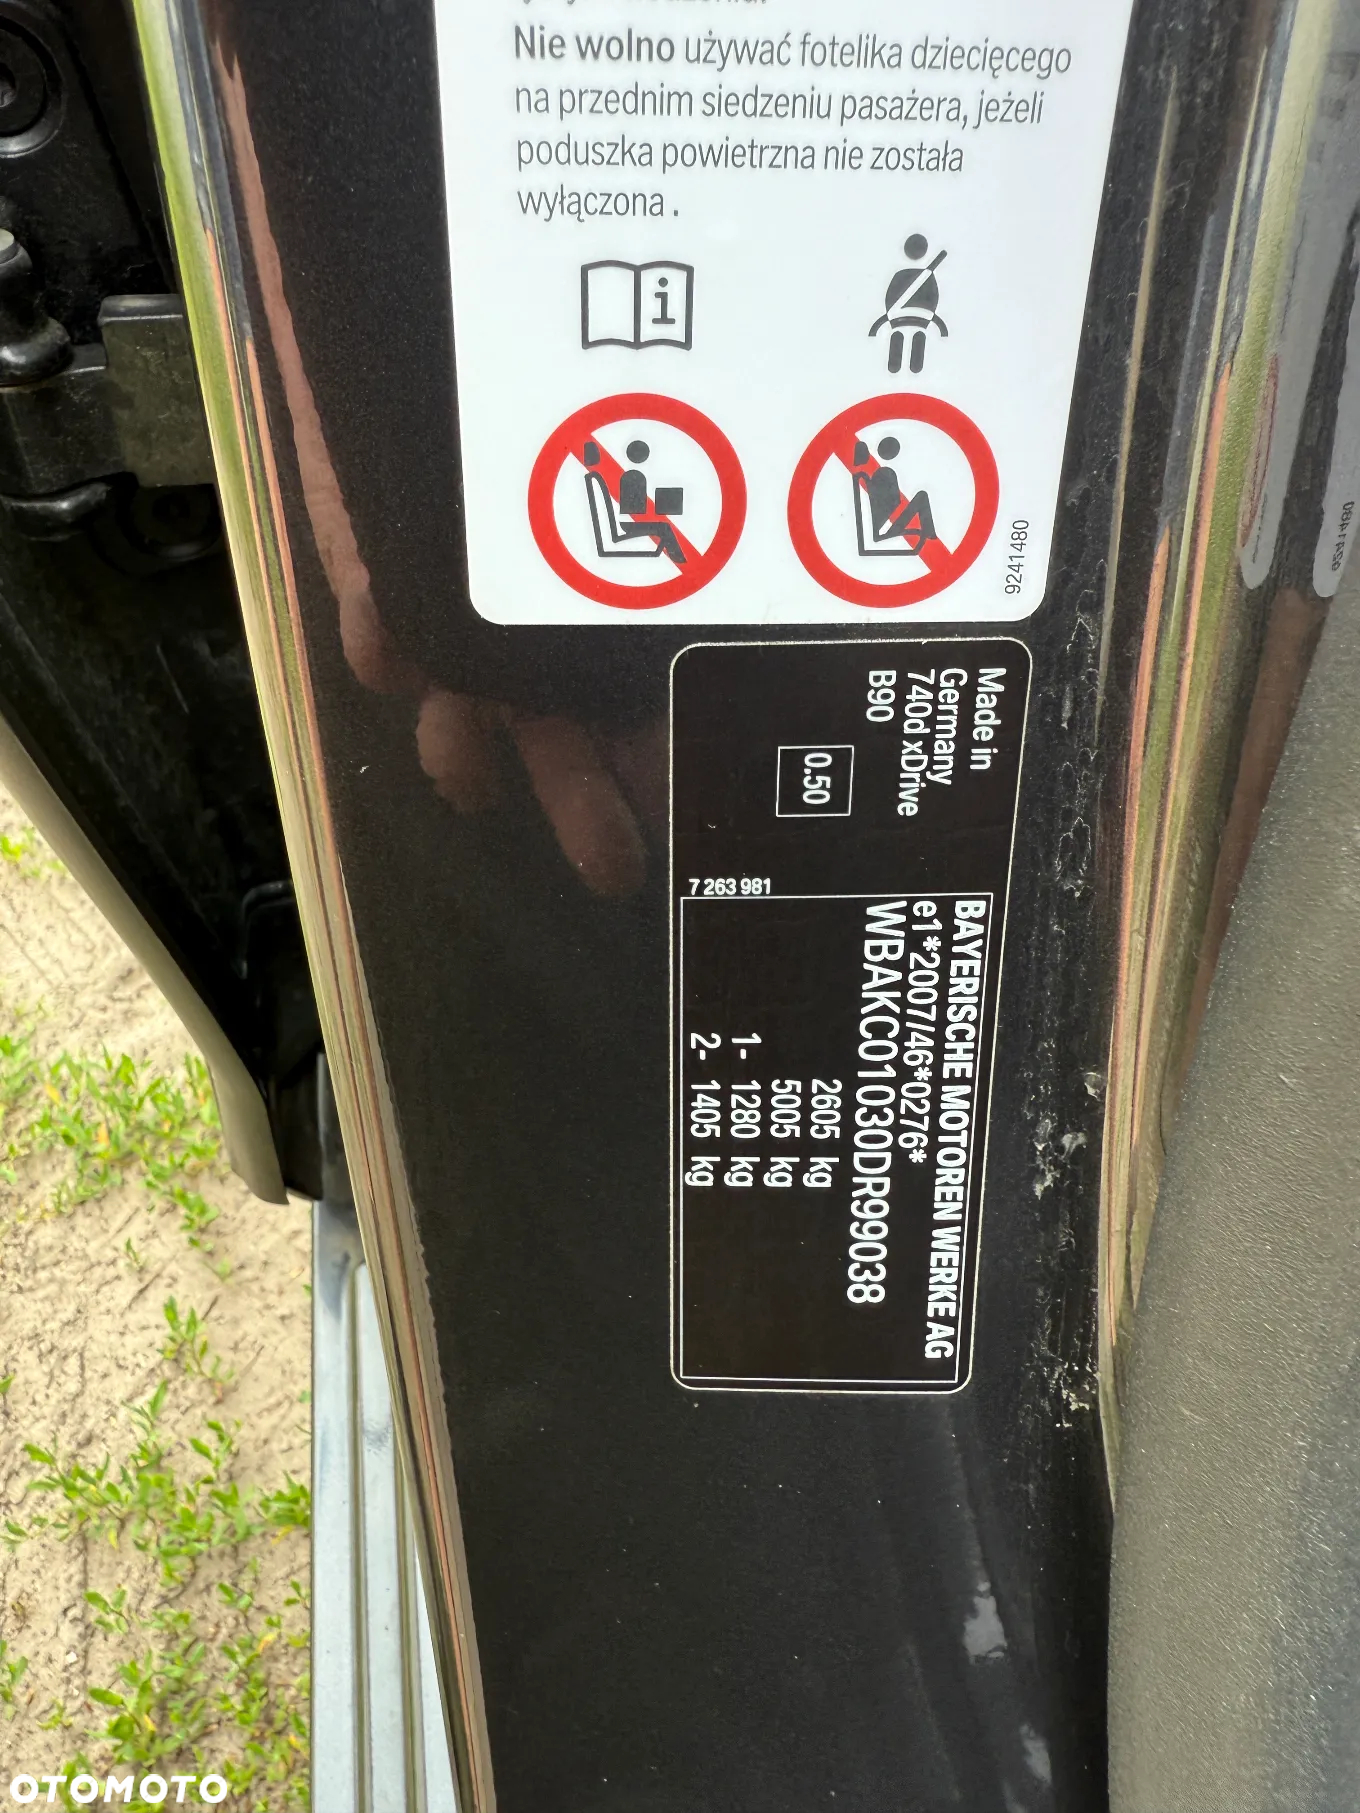 Nie wolno używać fotelika dziecięcego
na przednim siedzeniu pasażera, jeżeli
poduszka powietrzna nie została
wyłączona .
i
9241480
Made in
Germany
740d xDrive
B90
0.50
7 263 981
BAYERISCHE MOTOREN WERKE AG
e1*2007/46*0276*
WBAKC01030DR99038
2605 kg
5005 kg
1- 1280 kg
2- 1405 kg
OTOMOTO